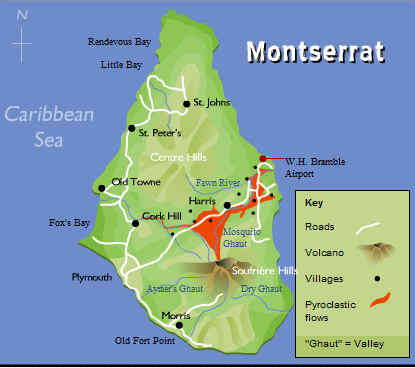 N
Montserrat
Rendevous Bay
Little Bay
Caribbean
Sea
St. Johns
St. Peter's
Centre Hills
W.H. Bramble
Airport
Old Towne
Fawn River
Harris
Cork Hill
Fox's Bay
Mosquito
Ghaut
Plymouth
Soufrière Hills
Aymer's Ghaut
Dry Ghaut
Morris
Old Fort Point
Key
Roads
Volcano
Villages
Pyroclastic
flows
"Ghaut" = Valley